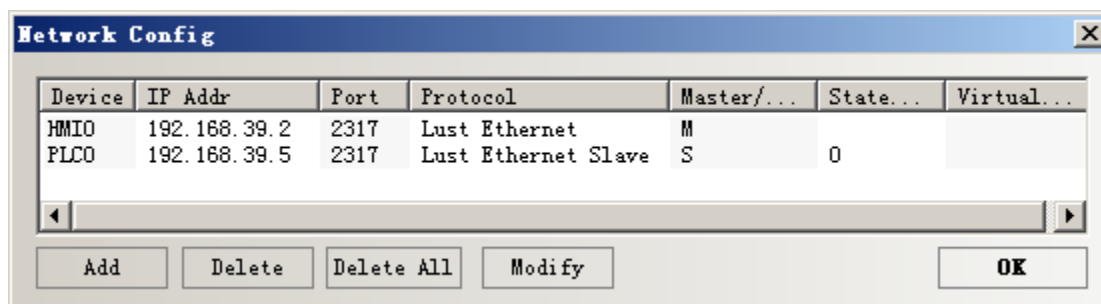 Network Config
Device IP Addr Port Protocol Master/... State... Virtual...
HMI0 192.168.39.2 2317 Lust Ethernet M
PLC0 192.168.39.5 2317 Lust Ethernet Slave S 0
Add Delete Delete All Modify OK